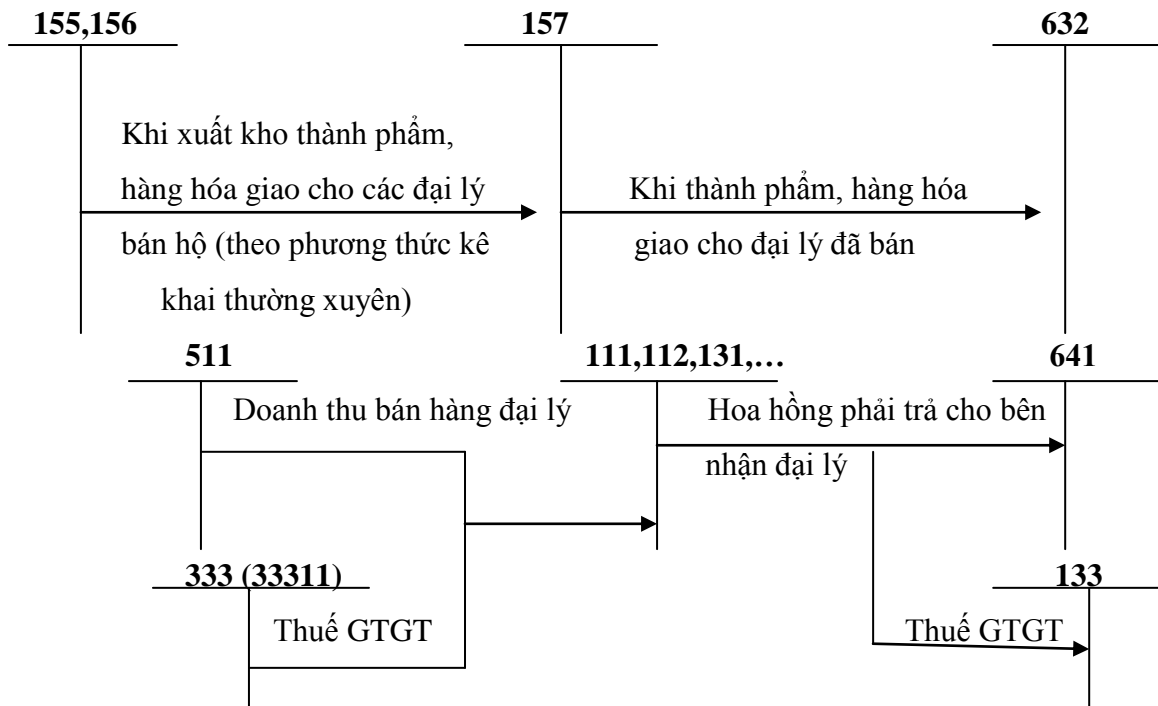 155,156
157
632
Khi xuất kho thành phẩm,
hàng hóa giao cho các đại lý
bán hộ (theo phương thức kê
khai thường xuyên)
Khi thành phẩm, hàng hóa
giao cho đại lý đã bán
511
111,112,131,…
641
Doanh thu bán hàng đại lý
Hoa hồng phải trả cho bên
nhận đại lý
333 (33311)
133
Thuế GTGT
Thuế GTGT